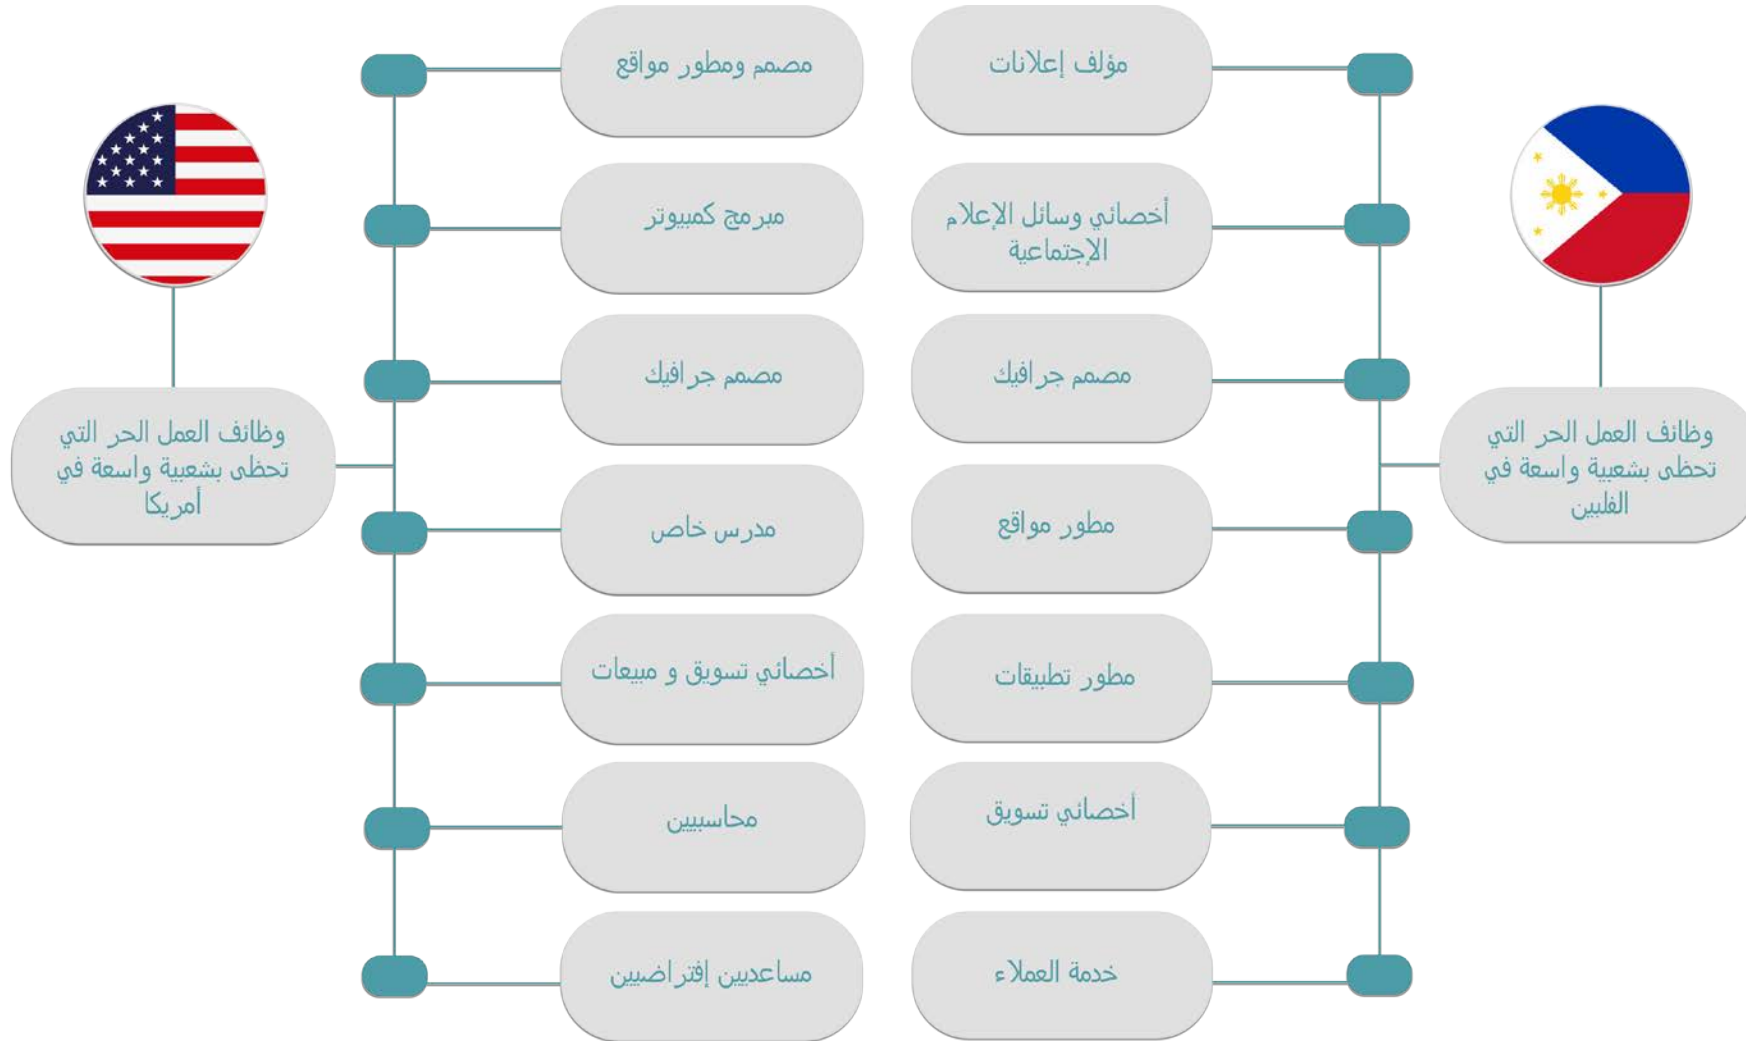 مؤلف إعلانات
أخصائي وسائل الإعلام
الإجتماعية
مصمم جرافيك
وظائف العمل الحر التي
تحظى بشعبية واسعة في
الفلبين
مطور مواقع
مطور تطبيقات
أخصائي تسويق
خدمة العملاء
مصمم ومطور مواقع
مبرمج كمبيوتر
مصمم جرافيك
مدرس خاص
أخصائي تسويق و مبيعات
محاسبيين
مساعديين إفتراضيين
وظائف العمل الحر التي
تحظى بشعبية واسعة في
أمريكا